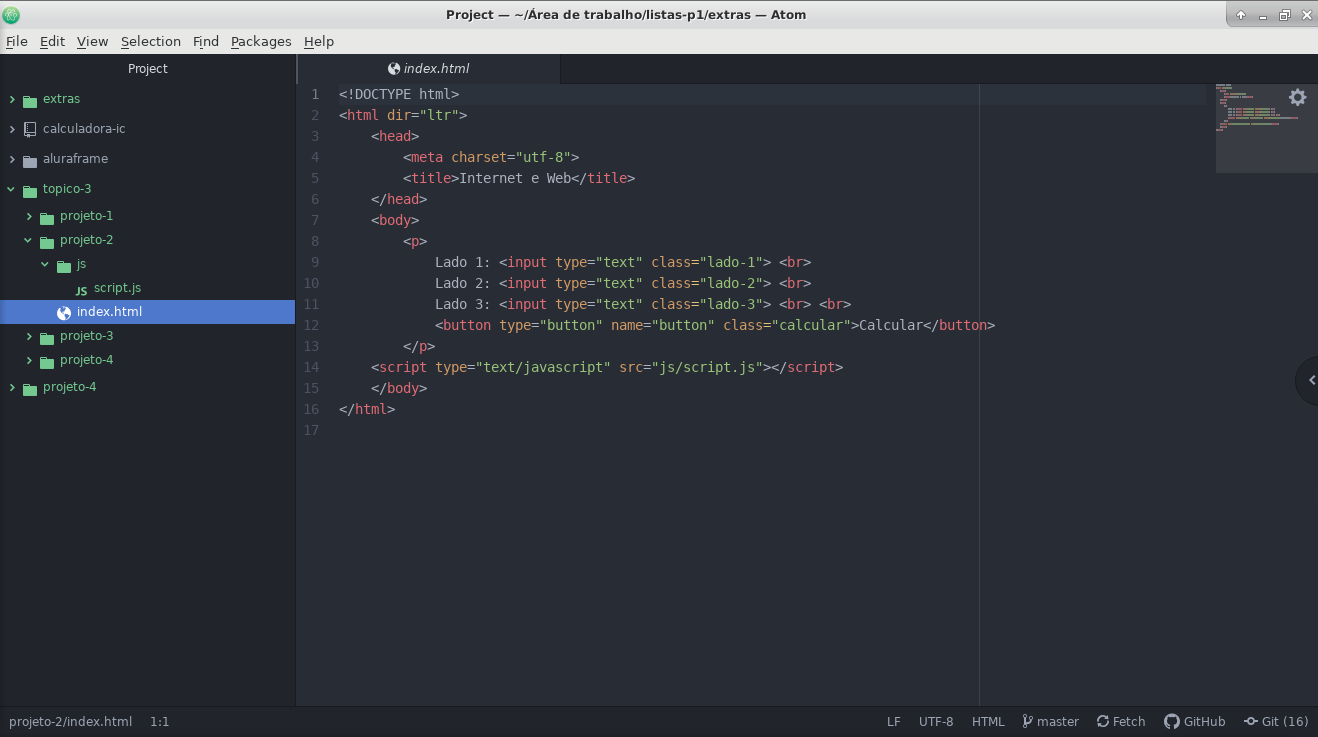 Project — ~/Área de trabalho/listas-p1/extras — Atom
File Edit View Selection Find Packages Help
Project
extras
calculadora-ic
aluraframe
topico-3
projeto-1
projeto-2
js
JS script.js
index.html
projeto-3
projeto-4
projeto-4
index.html
1 <!DOCTYPE html>
2 <html dir="ltr">
3     <head>
4         <meta charset="utf-8">
5         <title>Internet e Web</title>
6     </head>
7     <body>
8         <p>
9             Lado 1: <input type="text" class="lado-1"> <br>
10             Lado 2: <input type="text" class="lado-2"> <br>
11             Lado 3: <input type="text" class="lado-3"> <br> <br>
12             <button type="button" name="button" class="calcular">Calcular</button>
13         </p>
14     <script type="text/javascript" src="js/script.js"></script>
15     </body>
16 </html>
17
projeto-2/index.html 1:1 LF UTF-8 HTML master Fetch GitHub Git (16)